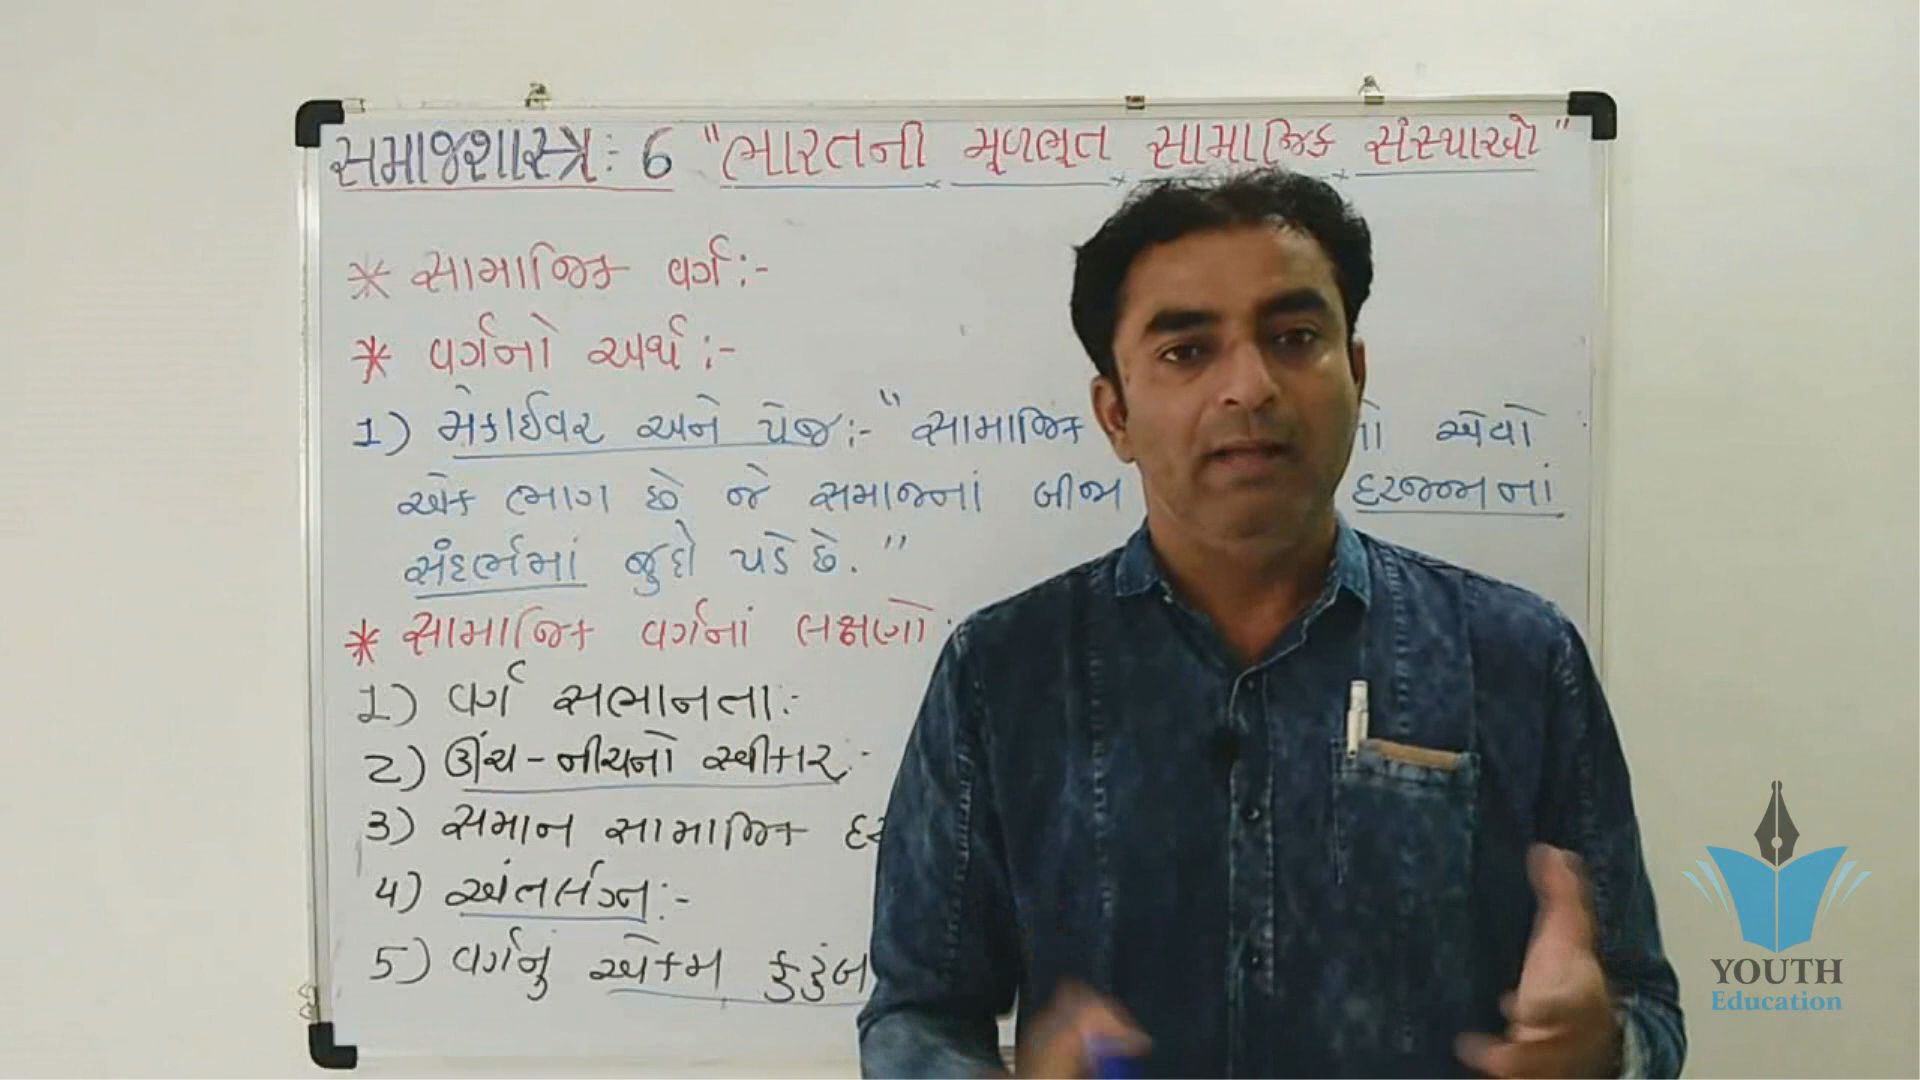 સમાજશાસ્ત્ર : 6 "ભારતની મૂળભૂત સામાજિક સંસ્થાઓ"
* સામાજિક વર્ગ :-
* વર્ગનો અર્થ :-
1) મેકાઈવર અને પેજ :- "સામાજિક એવો
એક ભાગ છે જે સમાજનાં બીજા દરજ્જાનાં
સંદર્ભમાં જુદો પડે છે."
* સામાજિક વર્ગનાં લક્ષણો
1) વર્ગ સભાનતા :-
2) ઊંચ - નીચનો સ્વીકાર :-
3) સમાન સામાજિક
4) અંતર્લગ્ન :-
5) વર્ગનું એકમ કુટુંબ
YOUTH
Education